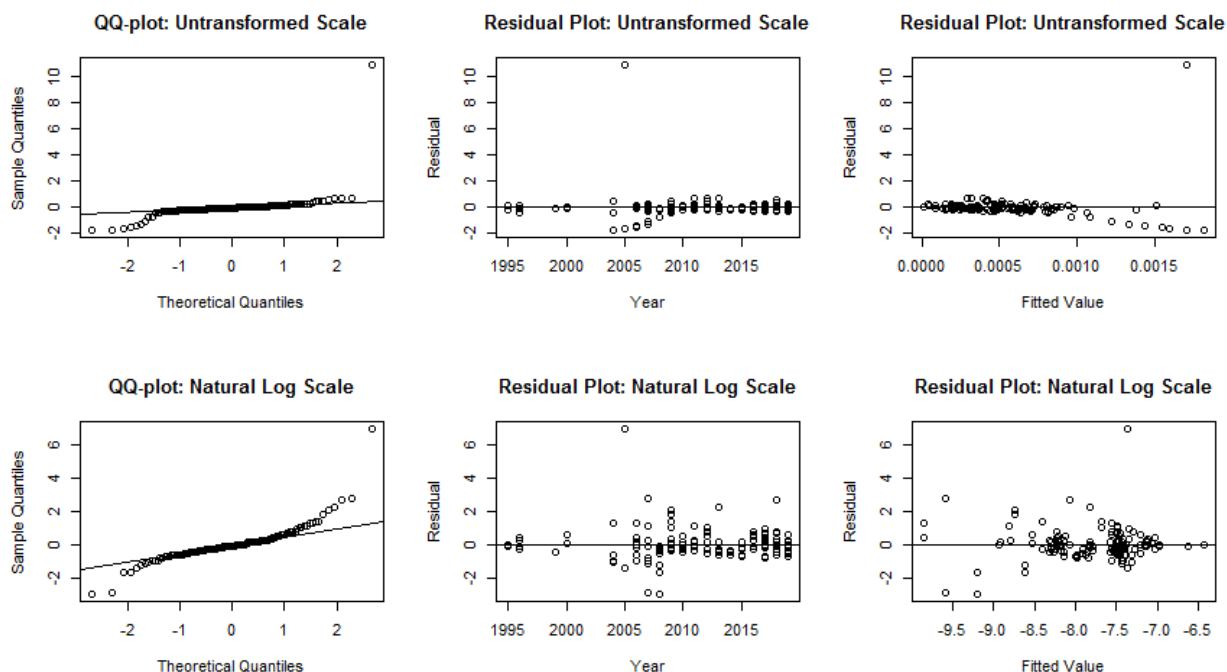 QQ-plot: Untransformed Scale
Sample Quantiles
10
8
6
4
2
0
-2
-2 -1 0 1 2
Theoretical Quantiles
Residual Plot: Untransformed Scale
Residual
10
8
6
4
2
0
-2
1995 2000 2005 2010 2015
Year
Residual Plot: Untransformed Scale
Residual
10
8
6
4
2
0
-2
0.0000 0.0005 0.0010 0.0015
Fitted Value
QQ-plot: Natural Log Scale
Sample Quantiles
6
4
2
0
-2
-2 -1 0 1 2
Theoretical Quantiles
Residual Plot: Natural Log Scale
Residual
6
4
2
0
-2
1995 2000 2005 2010 2015
Year
Residual Plot: Natural Log Scale
Residual
6
4
2
0
-2
-9.5 -9.0 -8.5 -8.0 -7.5 -7.0 -6.5
Fitted Value